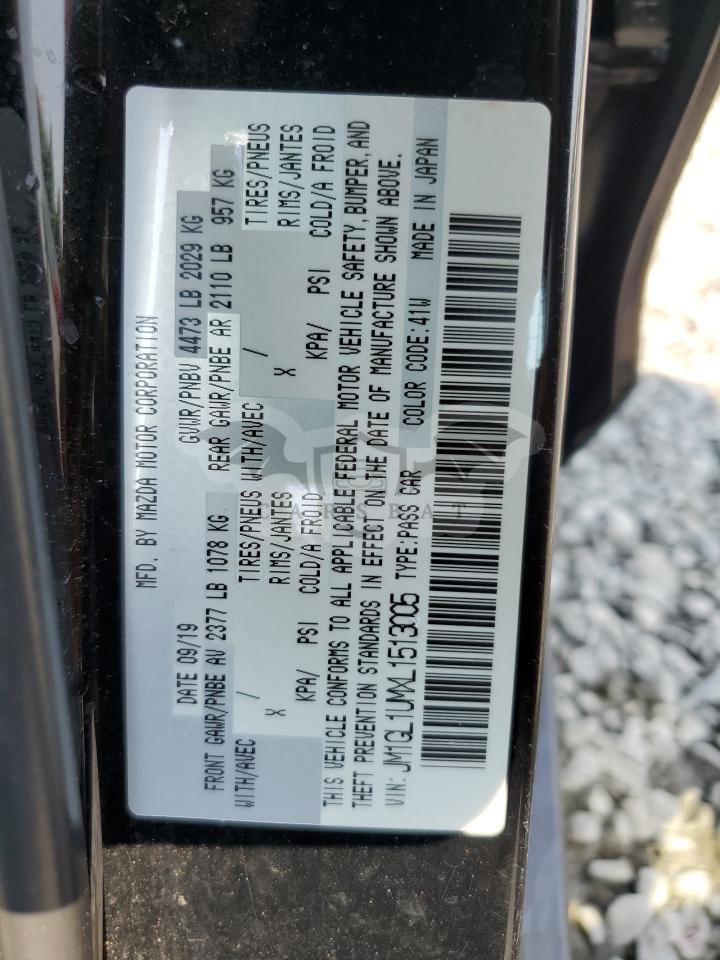 MFD. BY MAZDA MOTOR CORPORATION
DATE 09/19 GVWR/PNBV 4473 LB 2029 KG
FRONT GAWR/PNBE AV 2377 LB 1078 KG REAR GAWR/PNBE AR 2110 LB 957 KG
WITH/AVEC / TIRES/PNEUS WITH/AVEC / TIRES/PNEUS
X RIMS/JANTES X RIMS/JANTES
KPA/ PSI COLD/A FROID KPA/ PSI COLD/A FROID
THIS VEHICLE CONFORMS TO ALL APPLICABLE FEDERAL MOTOR VEHICLE SAFETY, BUMPER, AND
THEFT PREVENTION STANDARDS IN EFFECT ON THE DATE OF MANUFACTURE SHOWN ABOVE.
VIN: JM1GL1UMXL1513005 TYPE:PASS CAR COLOR CODE:41W MADE IN JAPAN
CARSBAT